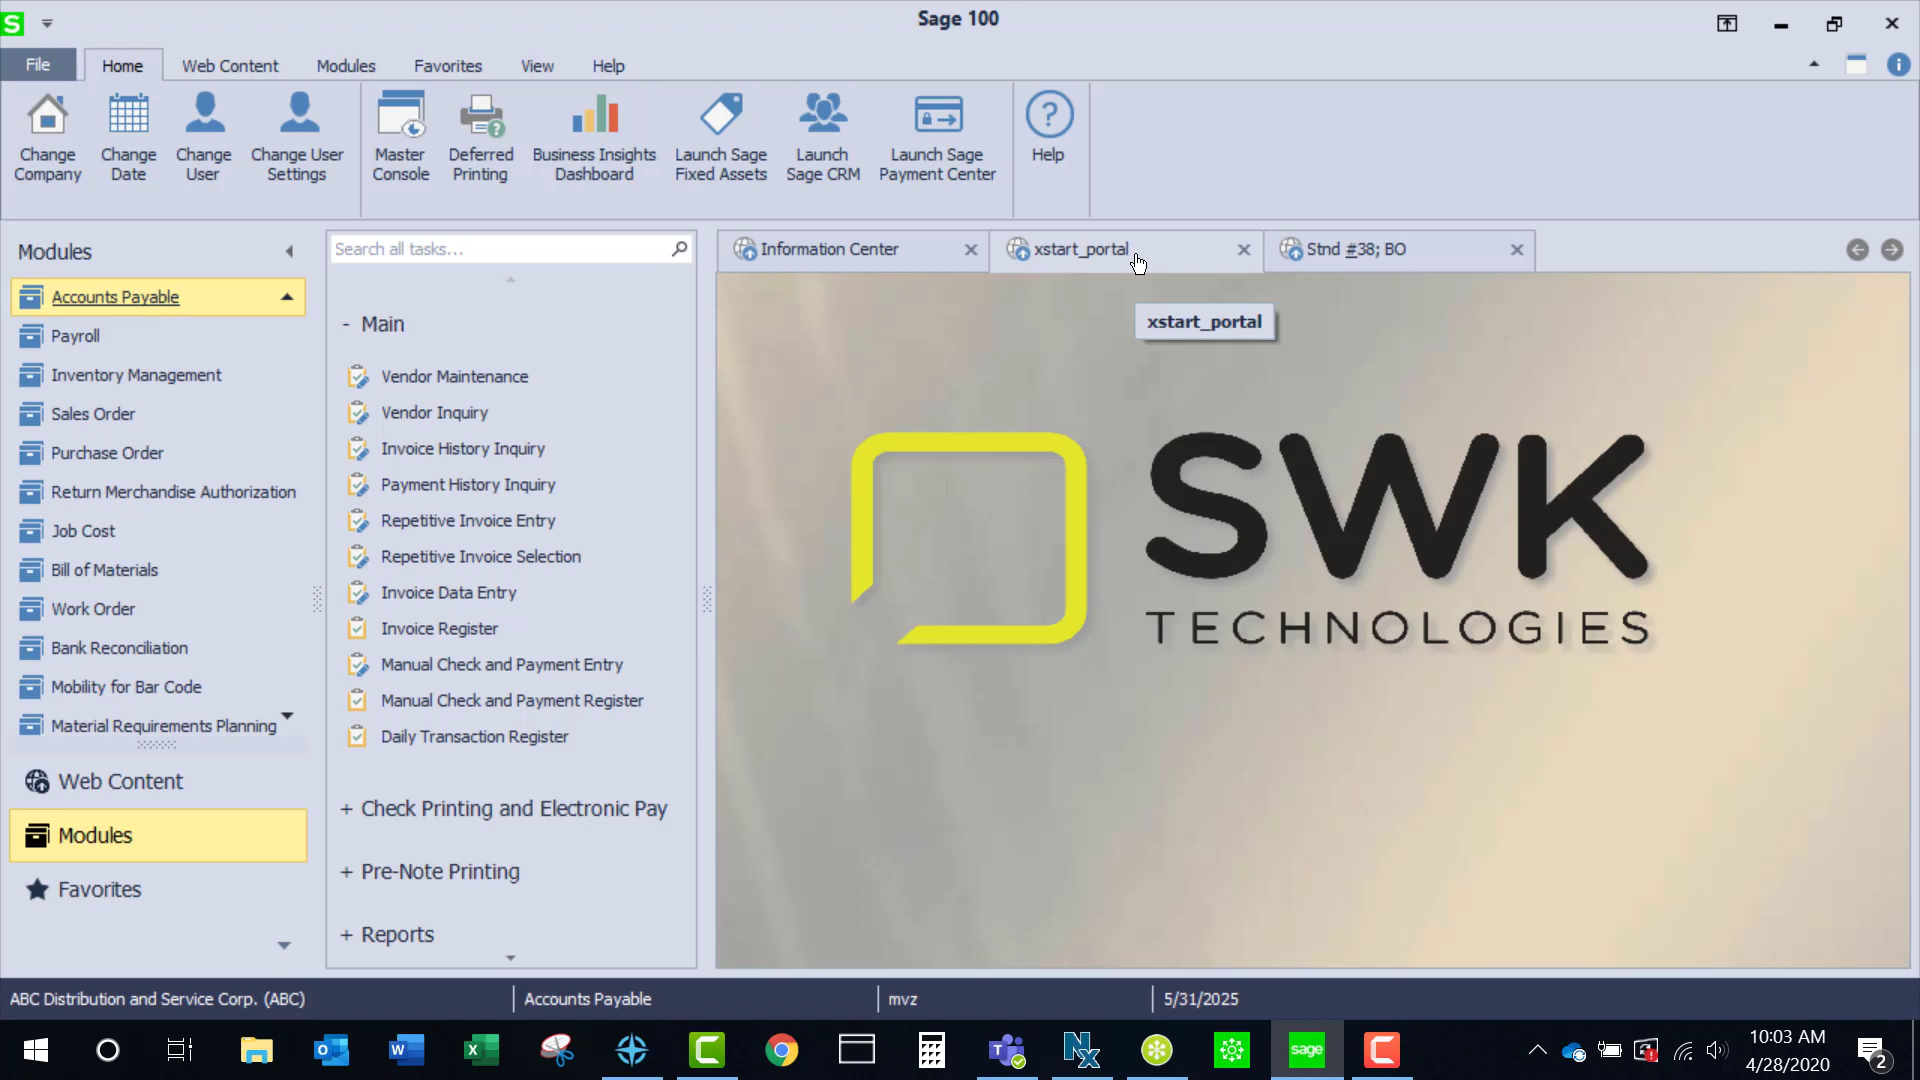 Sage 100
File
Home
Web Content
Modules
Favorites
View
Help
Change
Company
Change
Date
Change
User
Change User
Settings
Master
Console
Deferred
Printing
Business Insights
Dashboard
Launch Sage
Fixed Assets
Launch
Sage CRM
Launch Sage
Payment Center
Help
Modules
Accounts Payable
Payroll
Inventory Management
Sales Order
Purchase Order
Return Merchandise Authorization
Job Cost
Bill of Materials
Work Order
Bank Reconciliation
Mobility for Bar Code
Material Requirements Planning
Web Content
Modules
Favorites
Search all tasks...
- Main
Vendor Maintenance
Vendor Inquiry
Invoice History Inquiry
Payment History Inquiry
Repetitive Invoice Entry
Repetitive Invoice Selection
Invoice Data Entry
Invoice Register
Manual Check and Payment Entry
Manual Check and Payment Register
Daily Transaction Register
+ Check Printing and Electronic Pay
+ Pre-Note Printing
+ Reports
Information Center
xstart_portal
Stnd #38; BO
xstart_portal
SWK
TECHNOLOGIES
ABC Distribution and Service Corp. (ABC)
Accounts Payable
mvz
5/31/2025
sage
10:03 AM
4/28/2020
2